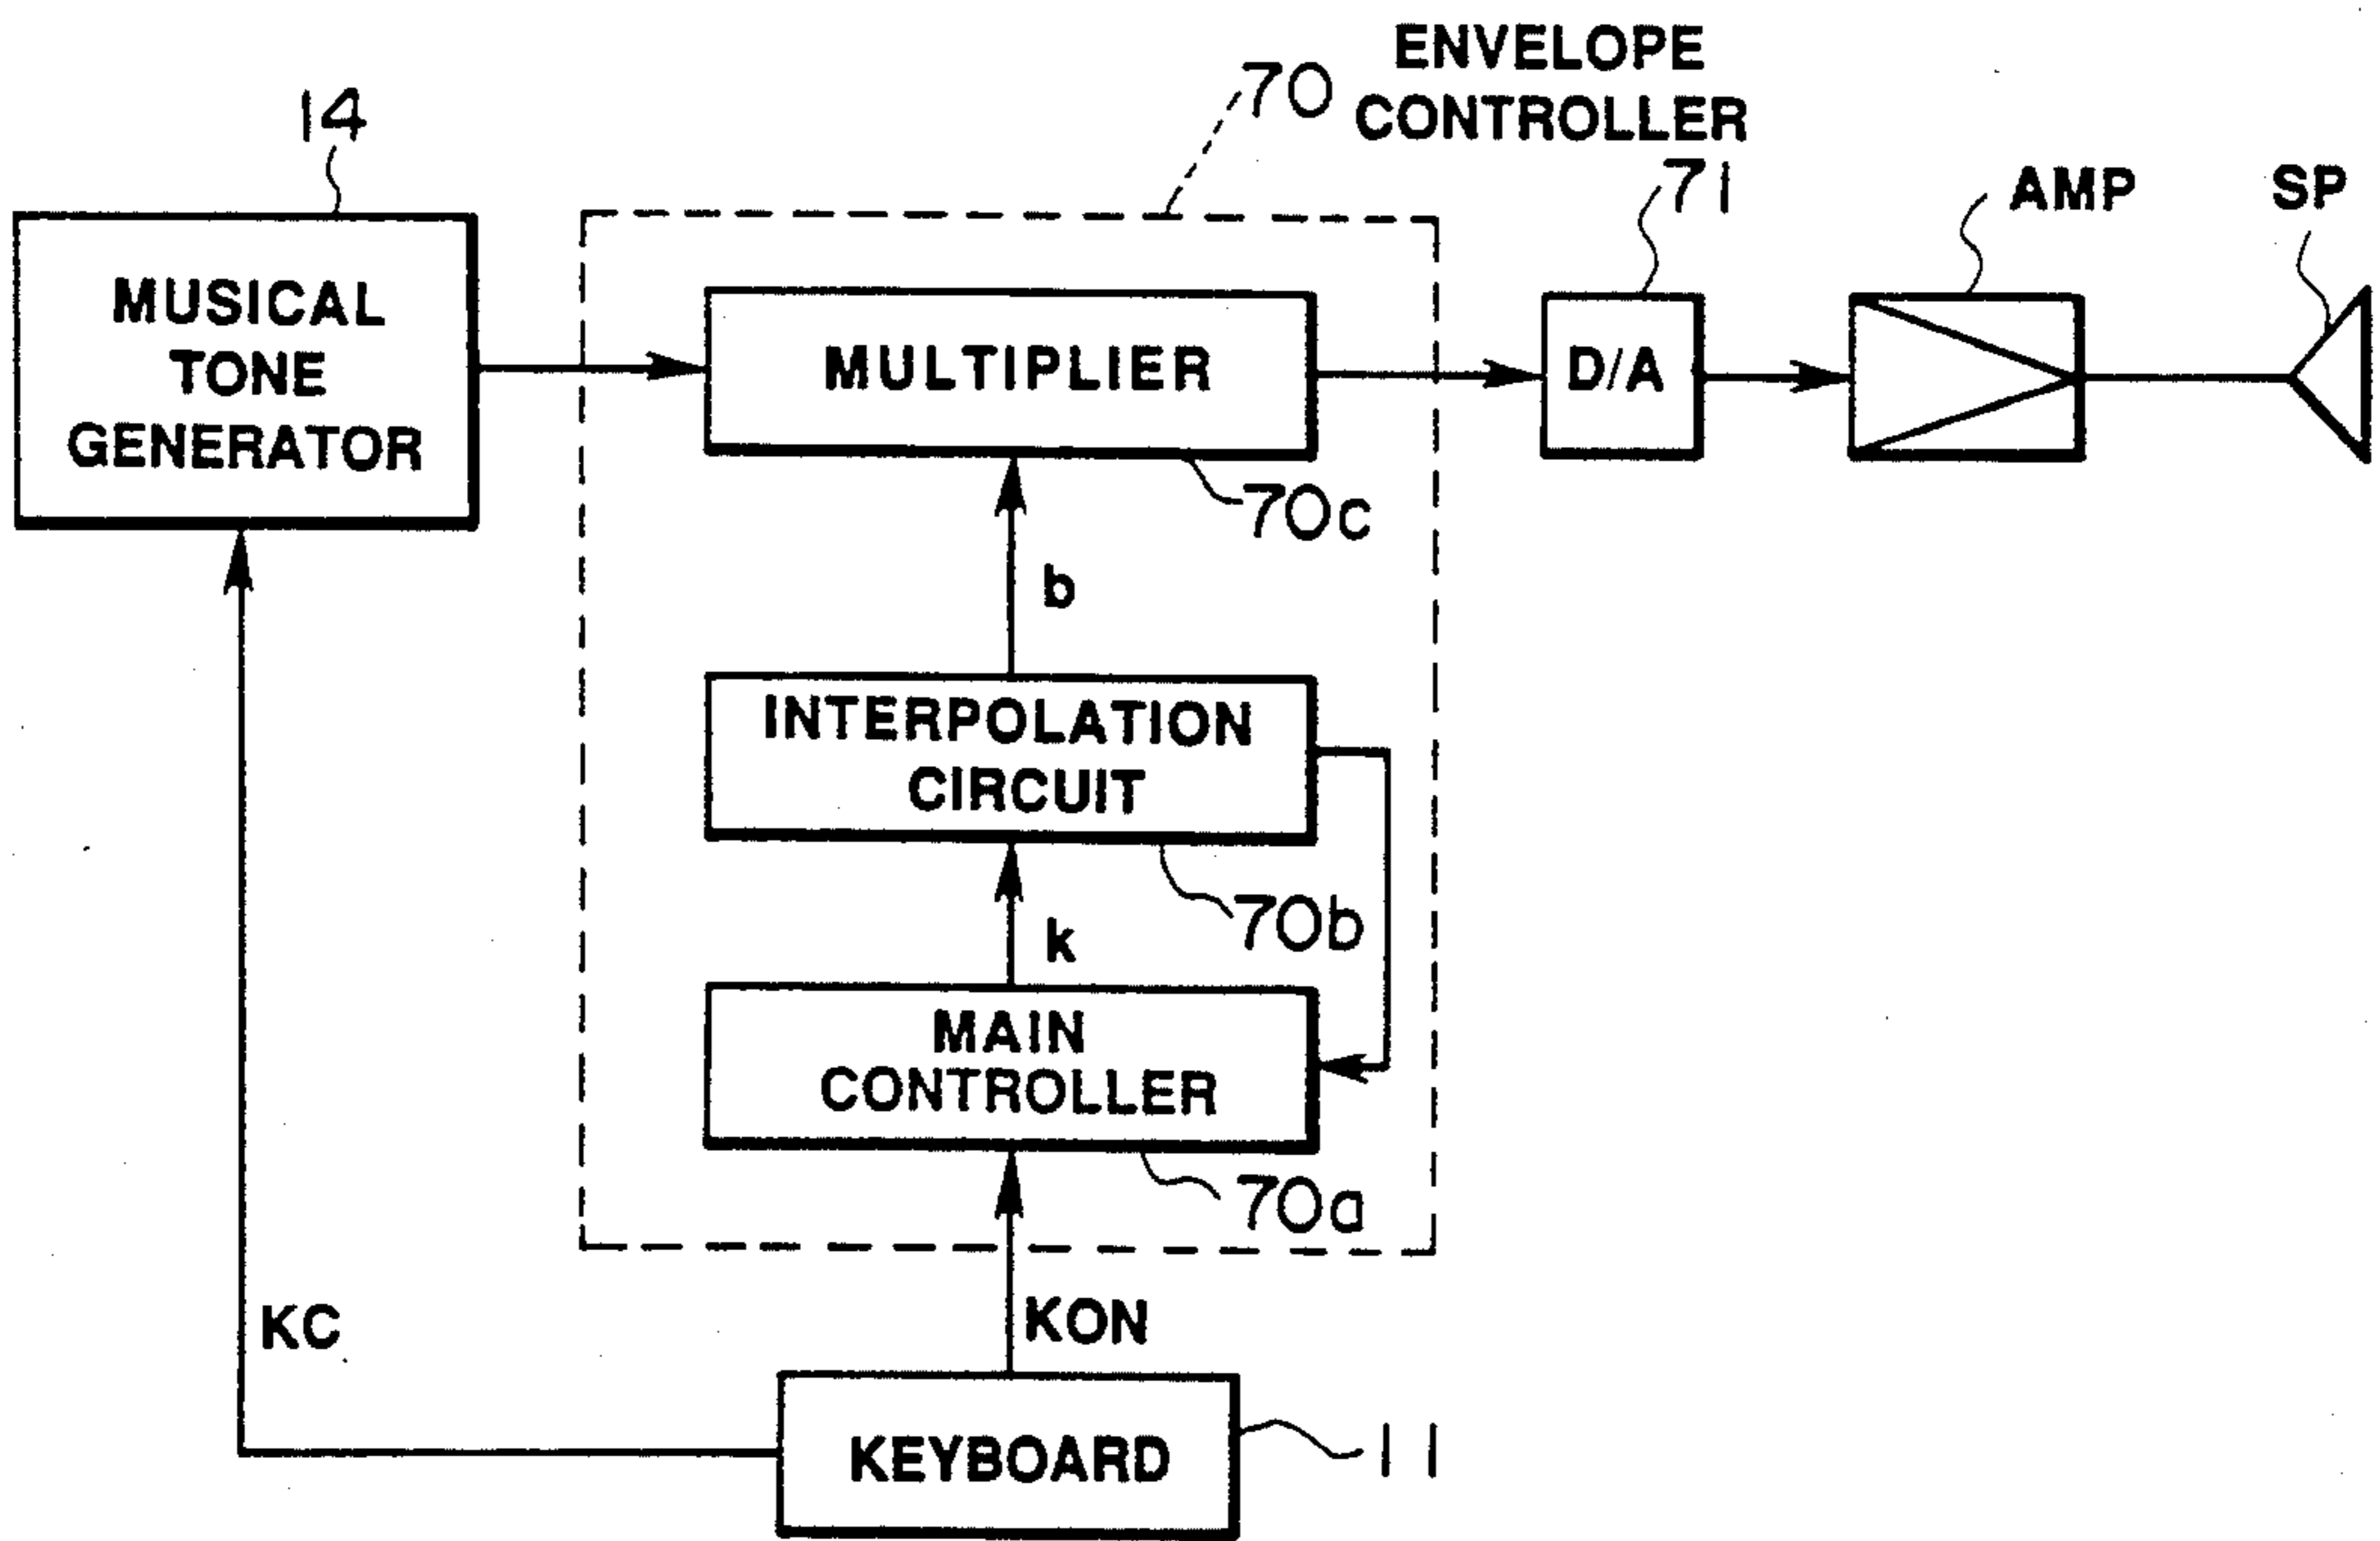 ENVELOPE
CONTROLLER
70
14
71
AMP
SP
MUSICAL
TONE
GENERATOR
MULTIPLIER
D/A
70c
b
INTERPOLATION
CIRCUIT
70b
k
MAIN
CONTROLLER
70a
KC
KON
KEYBOARD
11